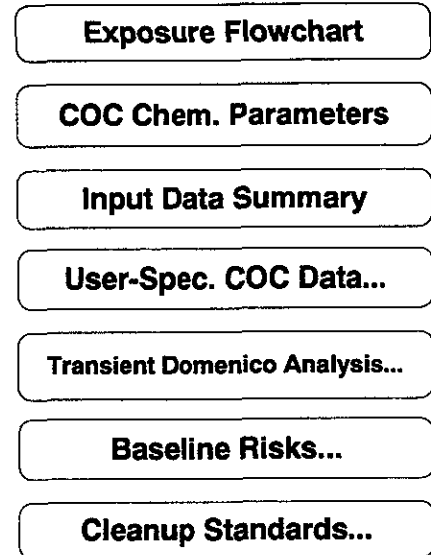 Exposure Flowchart
COC Chem. Parameters
Input Data Summary
User-Spec. COC Data...
Transient Domenico Analysis...
Baseline Risks...
Cleanup Standards...